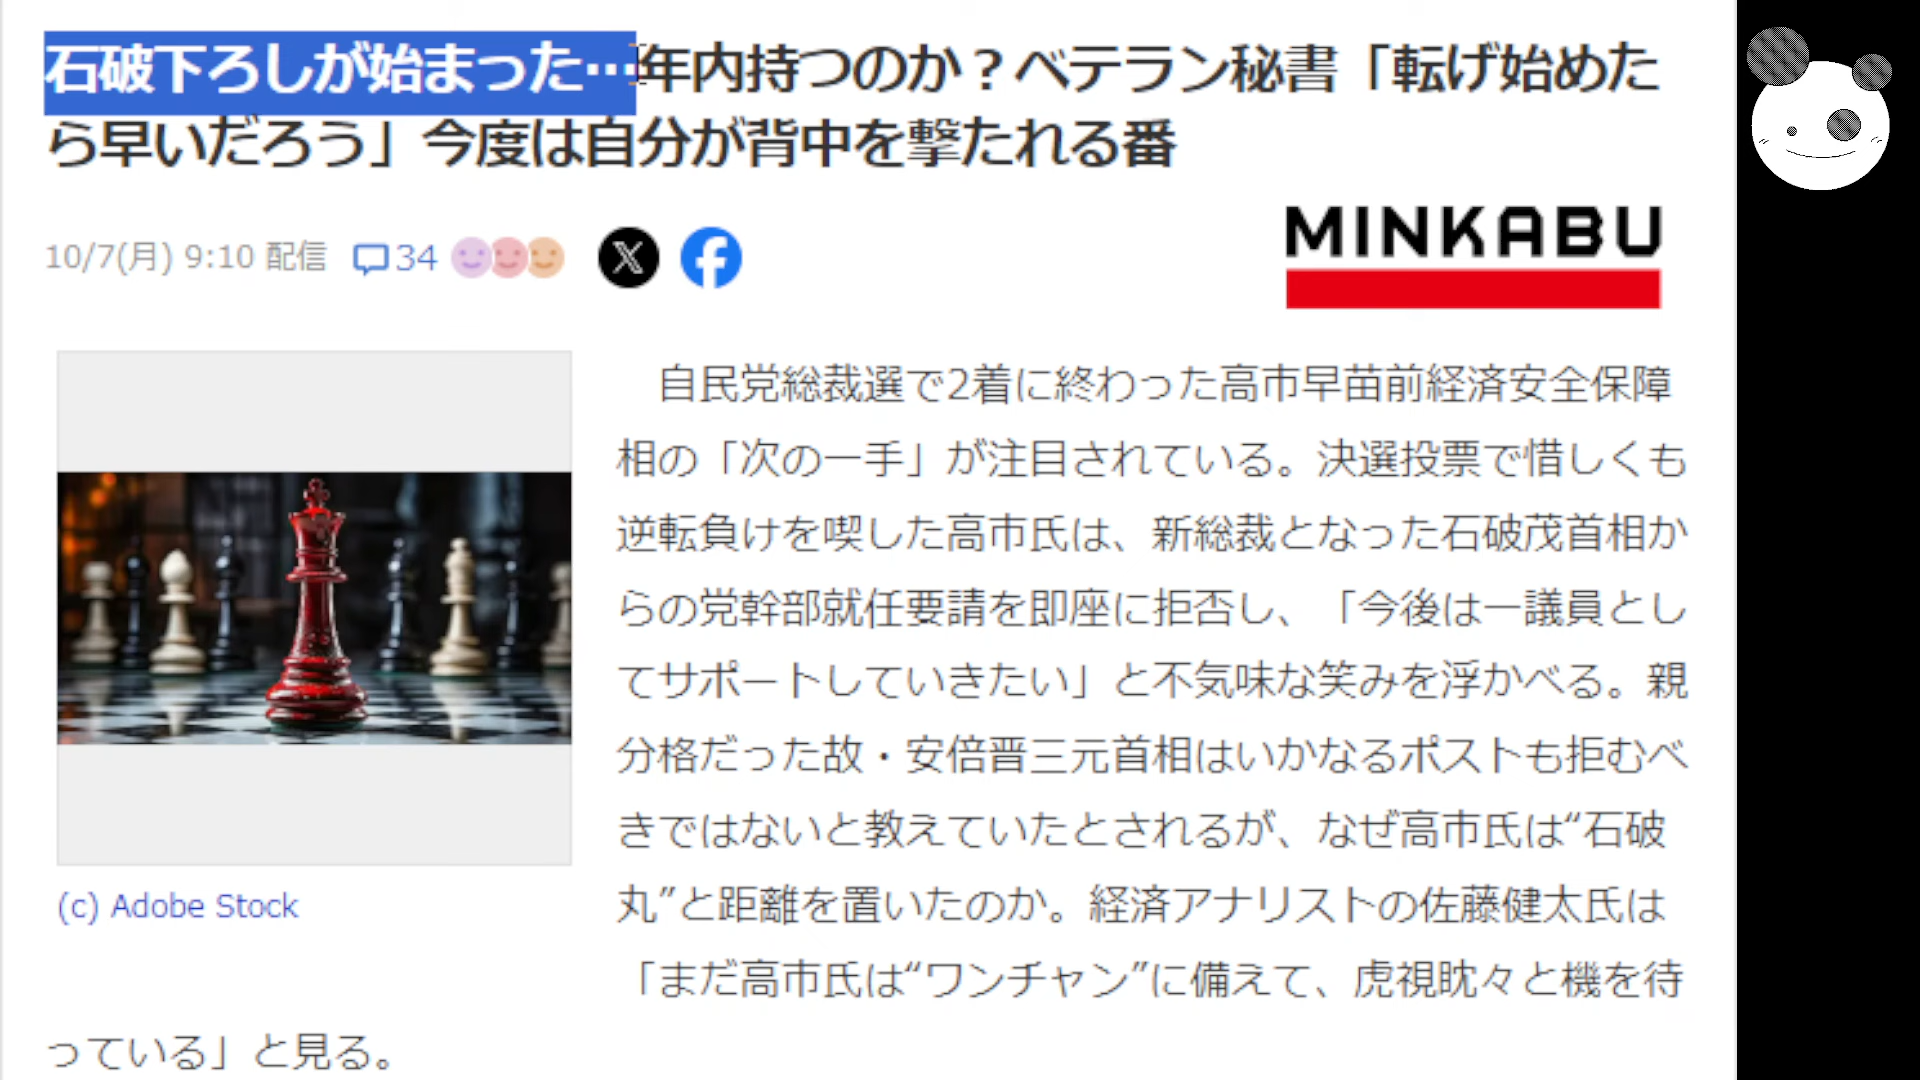 石破下ろしが始まった…年内持つのか？ベテラン秘書「転げ始めた
ら早いだろう」今度は自分が背中を撃たれる番
10/7(月) 9:10 配信
34
X
f
MINKABU
自民党総裁選で2着に終わった高市早苗前経済安全保障
相の「次の一手」が注目されている。決選投票で惜しくも
逆転負けを喫した高市氏は、新総裁となった石破茂首相か
らの党幹部就任要請を即座に拒否し、「今後は一議員とし
てサポートしていきたい」と不気味な笑みを浮かべる。親
分格だった故・安倍晋三元首相はいかなるポストも拒むべ
きではないと教えていたとされるが、なぜ高市氏は“石破
丸”と距離を置いたのか。経済アナリストの佐藤健太氏は
「まだ高市氏は“ワンチャン”に備えて、虎視眈々と機を待
っている」と見る。
(c) Adobe Stock